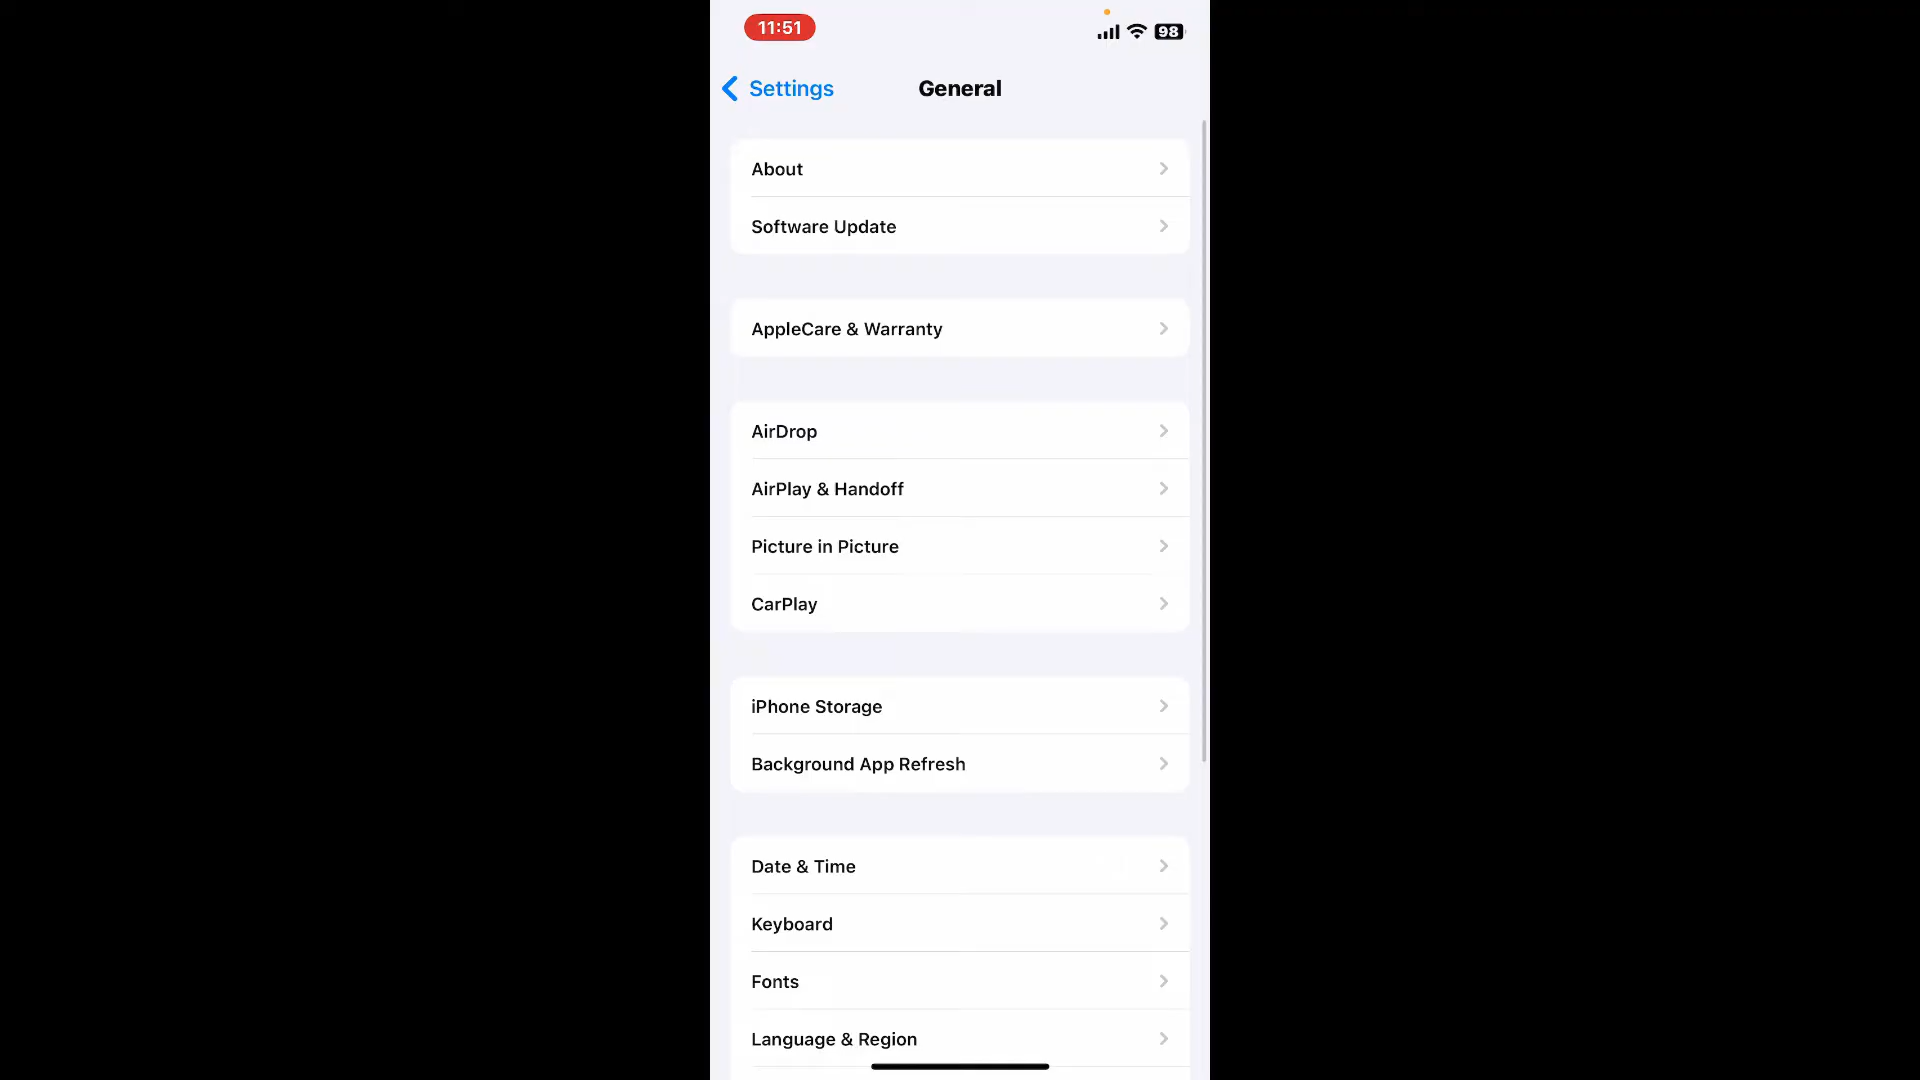 11:51
98
Settings
General
About
Software Update
AppleCare & Warranty
AirDrop
AirPlay & Handoff
Picture in Picture
CarPlay
iPhone Storage
Background App Refresh
Date & Time
Keyboard
Fonts
Language & Region